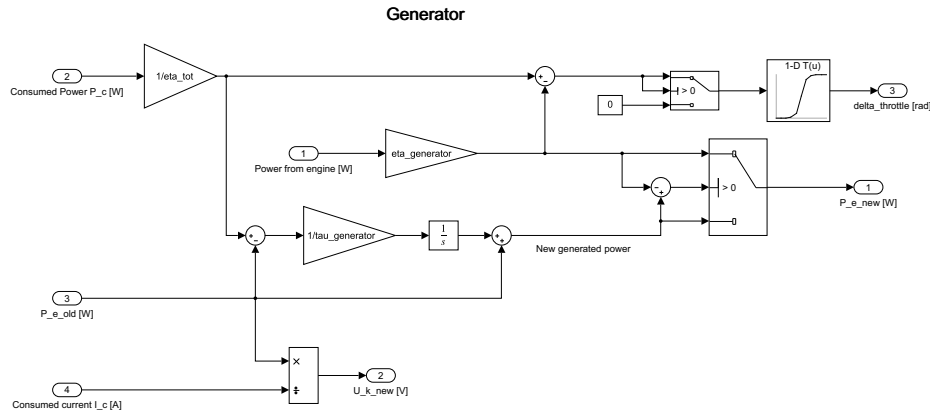 Generator
2
Consumed Power P_c [W]
1/eta_tot
+
−
> 0
0
1-D T(u)
3
delta_throttle [rad]
1
Power from engine [W]
eta_generator
−
+
> 0
1
P_e_new [W]
+
−
1/tau_generator
1
s
+
+
New generated power
3
P_e_old [W]
×
÷
2
U_k_new [V]
4
Consumed current I_c [A]